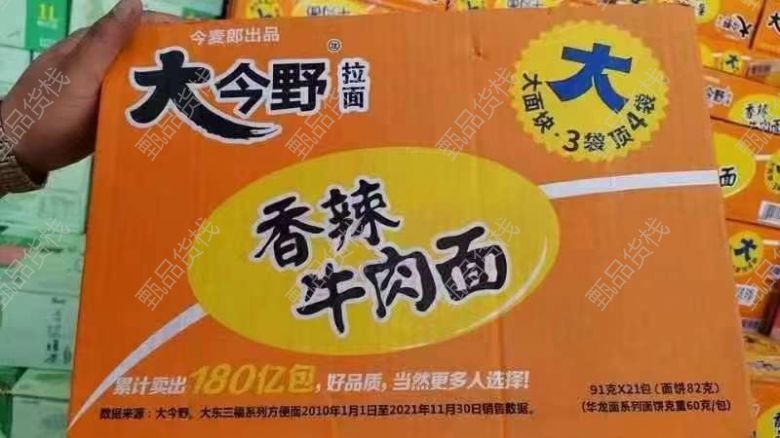 今麦郎出品
大今野®拉面
大
大面块·3袋顶4袋
香辣
牛肉面
累计卖出180亿包，好品质，当然更多人选择！
数据来源：大今野、大东三福系列方便面2010年1月1日至2021年11月30日销售数据。
91克X21包（面饼82克）
（华龙面系列面饼克重60克/包）
甄品货栈
1L
香辣
大